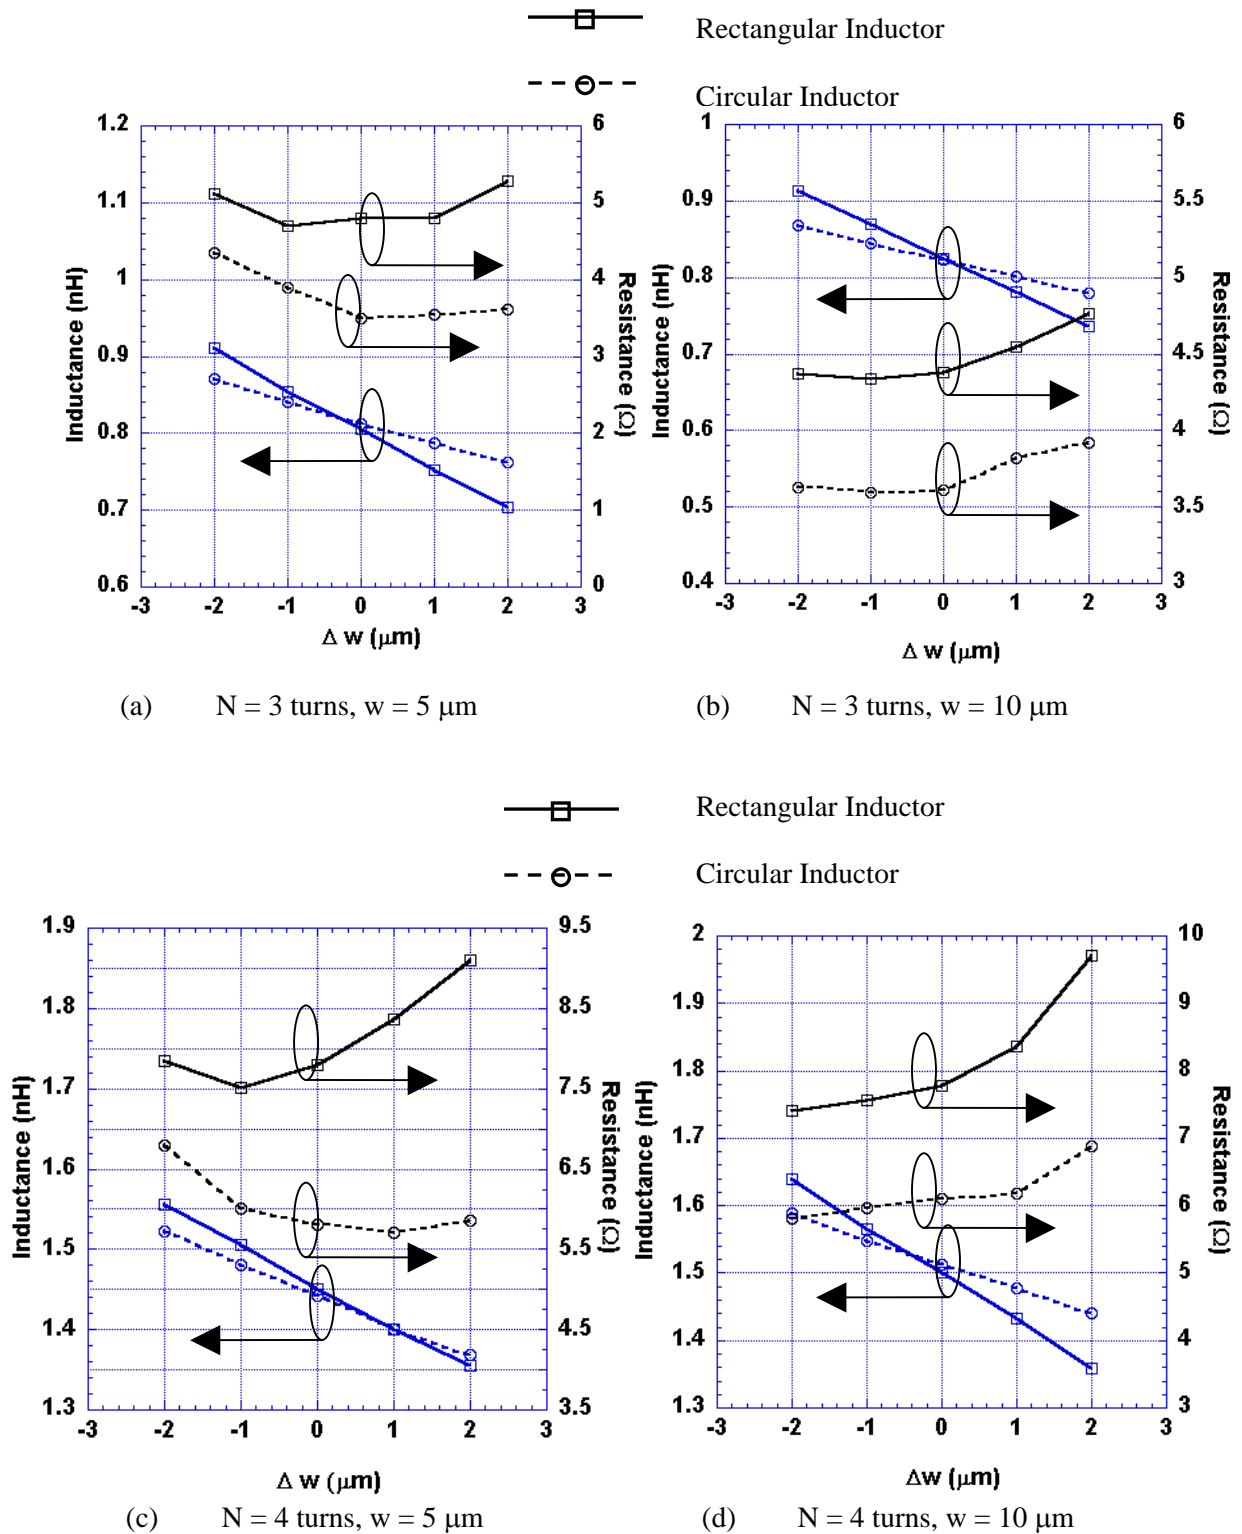 Rectangular Inductor
Circular Inductor
1.2
1.1
1
0.9
0.8
0.7
0.6
6
5
4
3
2
1
0
Inductance (nH)
Resistance (Ω)
-3 -2 -1 0 1 2 3
Δ w (μm)
(a) N = 3 turns, w = 5 μm
1
0.9
0.8
0.7
0.6
0.5
0.4
6
5.5
5
4.5
4
3.5
3
Inductance (nH)
Resistance (Ω)
-3 -2 -1 0 1 2 3
Δ w (μm)
(b) N = 3 turns, w = 10 μm
Rectangular Inductor
Circular Inductor
1.9
1.8
1.7
1.6
1.5
1.4
1.3
9.5
8.5
7.5
6.5
5.5
4.5
3.5
Inductance (nH)
Resistance (Ω)
-3 -2 -1 0 1 2 3
Δ w (μm)
(c) N = 4 turns, w = 5 μm
2
1.9
1.8
1.7
1.6
1.5
1.4
1.3
10
9
8
7
6
5
4
3
Inductance (nH)
Resistance (Ω)
-3 -2 -1 0 1 2 3
Δw (μm)
(d) N = 4 turns, w = 10 μm